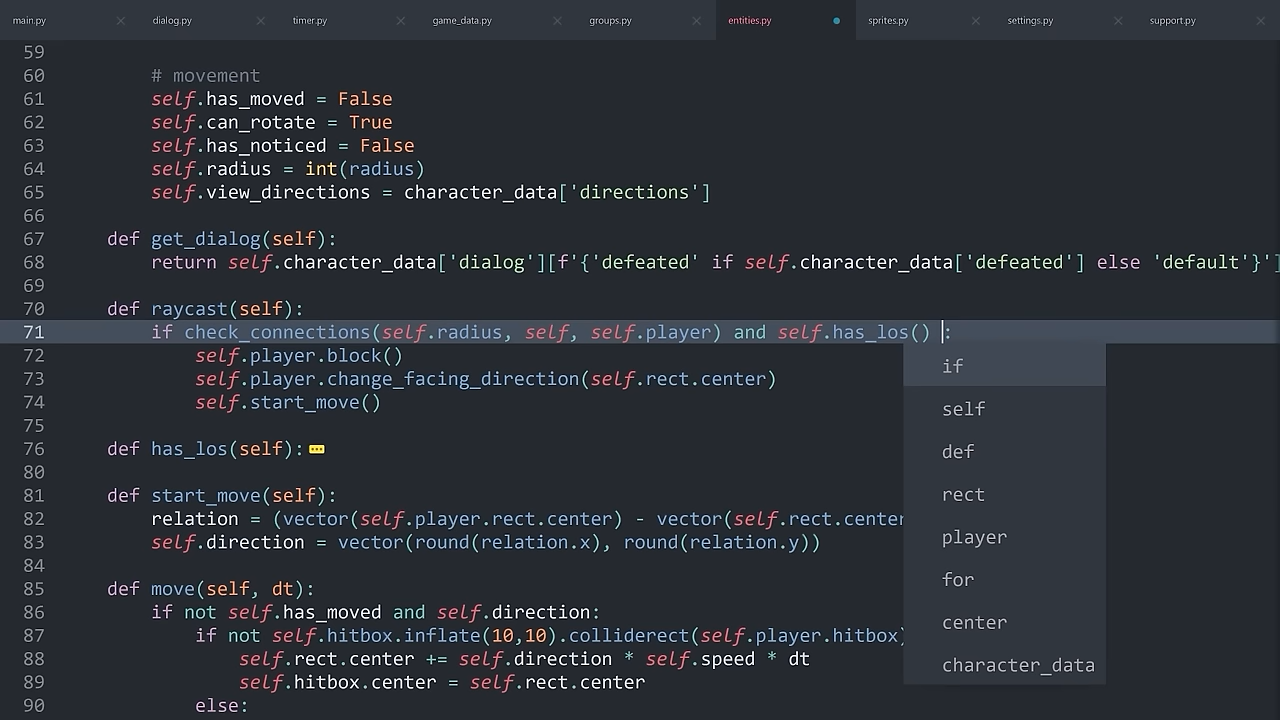 main.py dialog.py timer.py game_data.py groups.py entities.py sprites.py settings.py support.py
59
60 # movement
61 self.has_moved = False
62 self.can_rotate = True
63 self.has_noticed = False
64 self.radius = int(radius)
65 self.view_directions = character_data['directions']
66
67 def get_dialog(self):
68 return self.character_data['dialog'][f'{'defeated' if self.character_data['defeated'] else 'default'}']
69
70 def raycast(self):
71 if check_connections(self.radius, self, self.player) and self.has_los() :
72 self.player.block()
73 self.player.change_facing_direction(self.rect.center)
74 self.start_move()
75
76 def has_los(self):
80
81 def start_move(self):
82 relation = (vector(self.player.rect.center) - vector(self.rect.center
83 self.direction = vector(round(relation.x), round(relation.y))
84
85 def move(self, dt):
86 if not self.has_moved and self.direction:
87 if not self.hitbox.inflate(10,10).colliderect(self.player.hitbox)
88 self.rect.center += self.direction * self.speed * dt
89 self.hitbox.center = self.rect.center
90 else:
if
self
def
rect
player
for
center
character_data